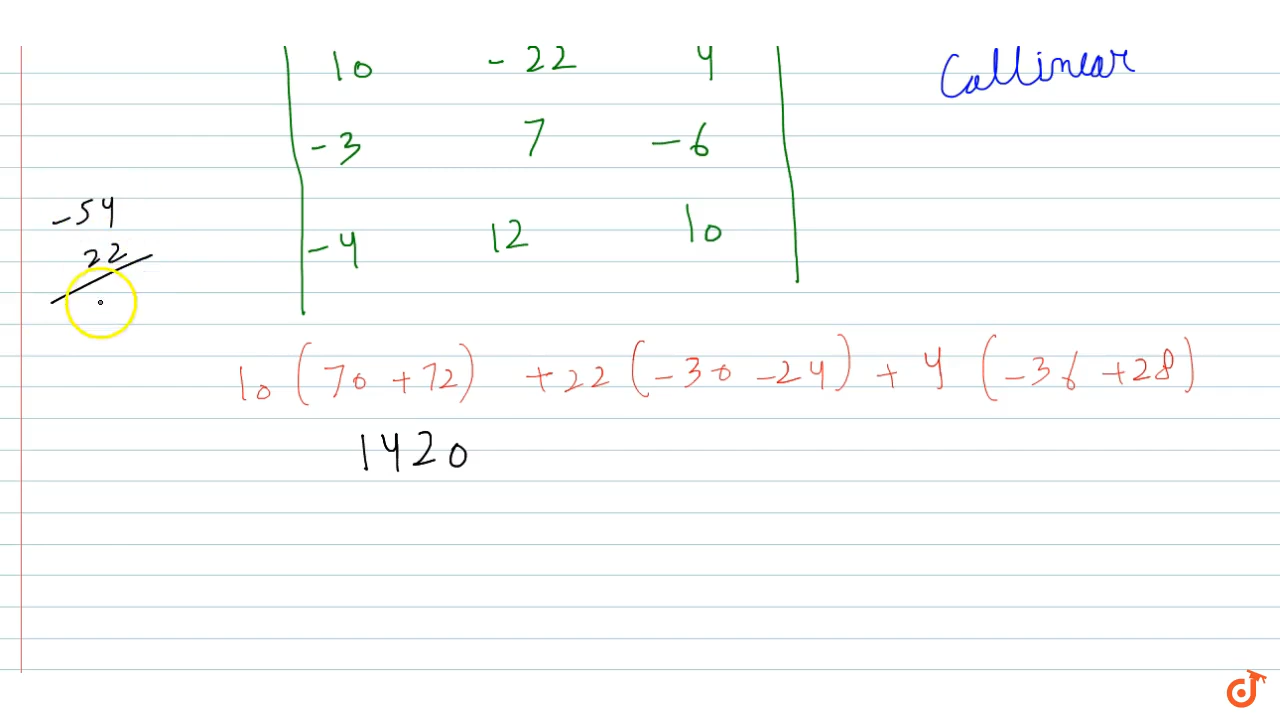 10 - 22 4 Collinear
- 3 7 - 6
- 54
- 4 12 10
22
10 ( 70 + 72 ) + 22 ( - 30 - 24 ) + 4 ( - 36 + 28 )
1420